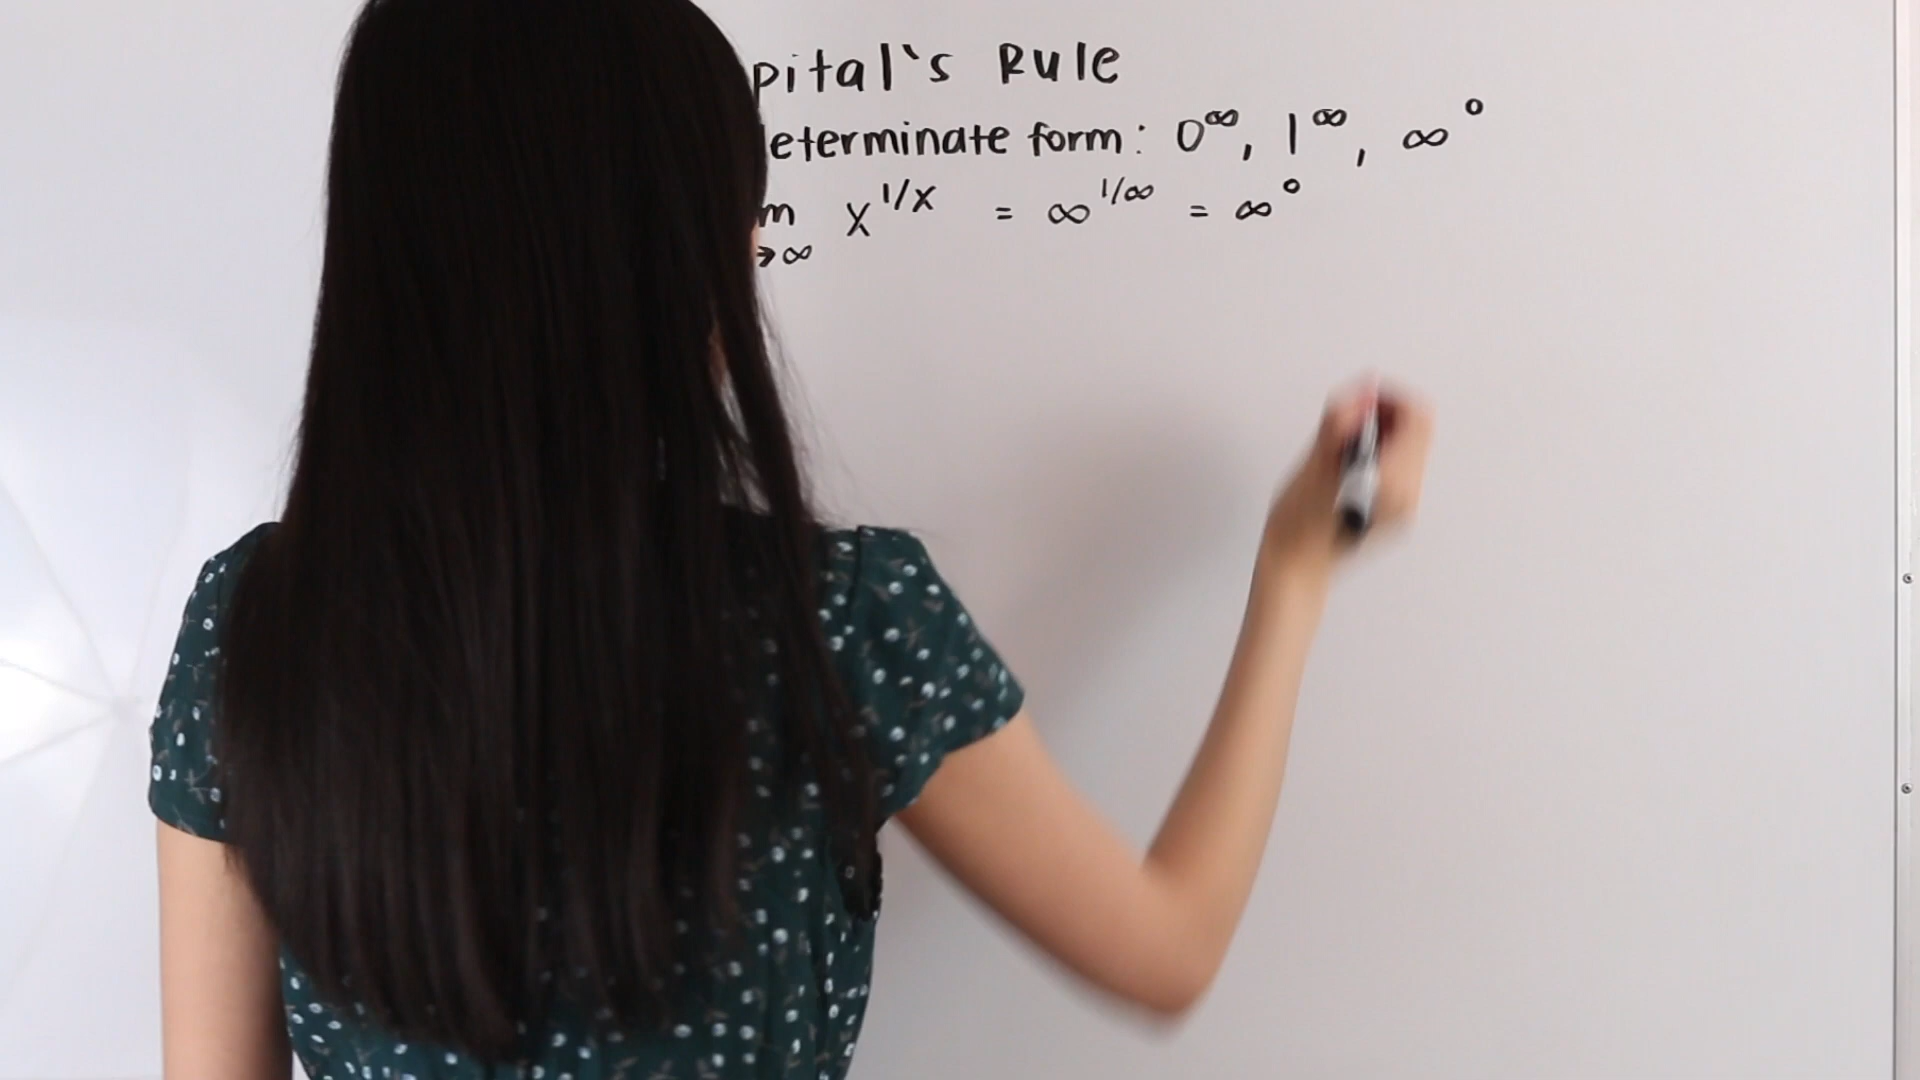 pital's Rule
eterminate form: 0^∞, 1^∞, ∞^0
m x^1/x = ∞^1/∞ = ∞^0
→∞